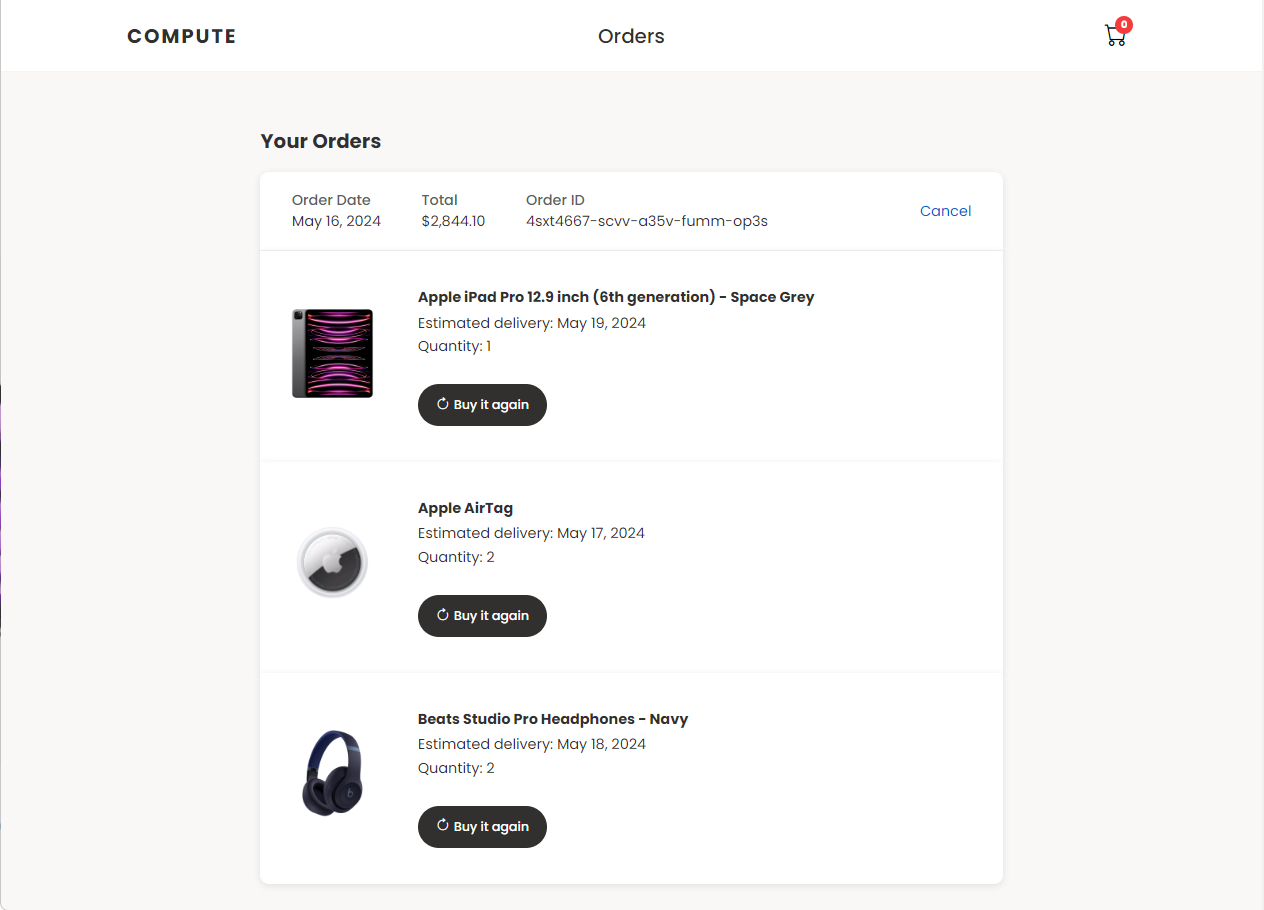 COMPUTE
Orders
0
Your Orders
Order Date Total Order ID
May 16, 2024 $2,844.10 4sxt4667-scvv-a35v-fumm-op3s
Cancel
Apple iPad Pro 12.9 inch (6th generation) - Space Grey
Estimated delivery: May 19, 2024
Quantity: 1
Buy it again
Apple AirTag
Estimated delivery: May 17, 2024
Quantity: 2
Buy it again
Beats Studio Pro Headphones - Navy
Estimated delivery: May 18, 2024
Quantity: 2
Buy it again